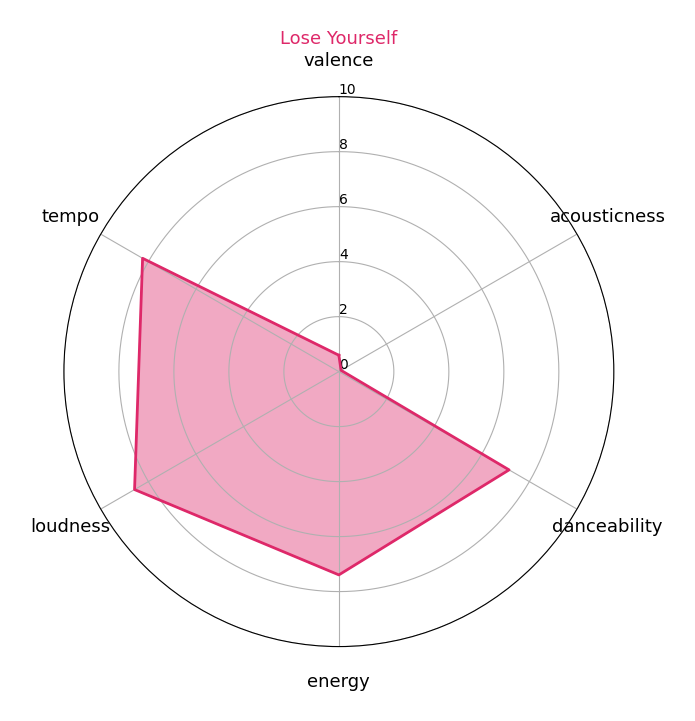 Lose Yourself
valence
10
8
6
4
2
0
tempo
acousticness
loudness
danceability
energy